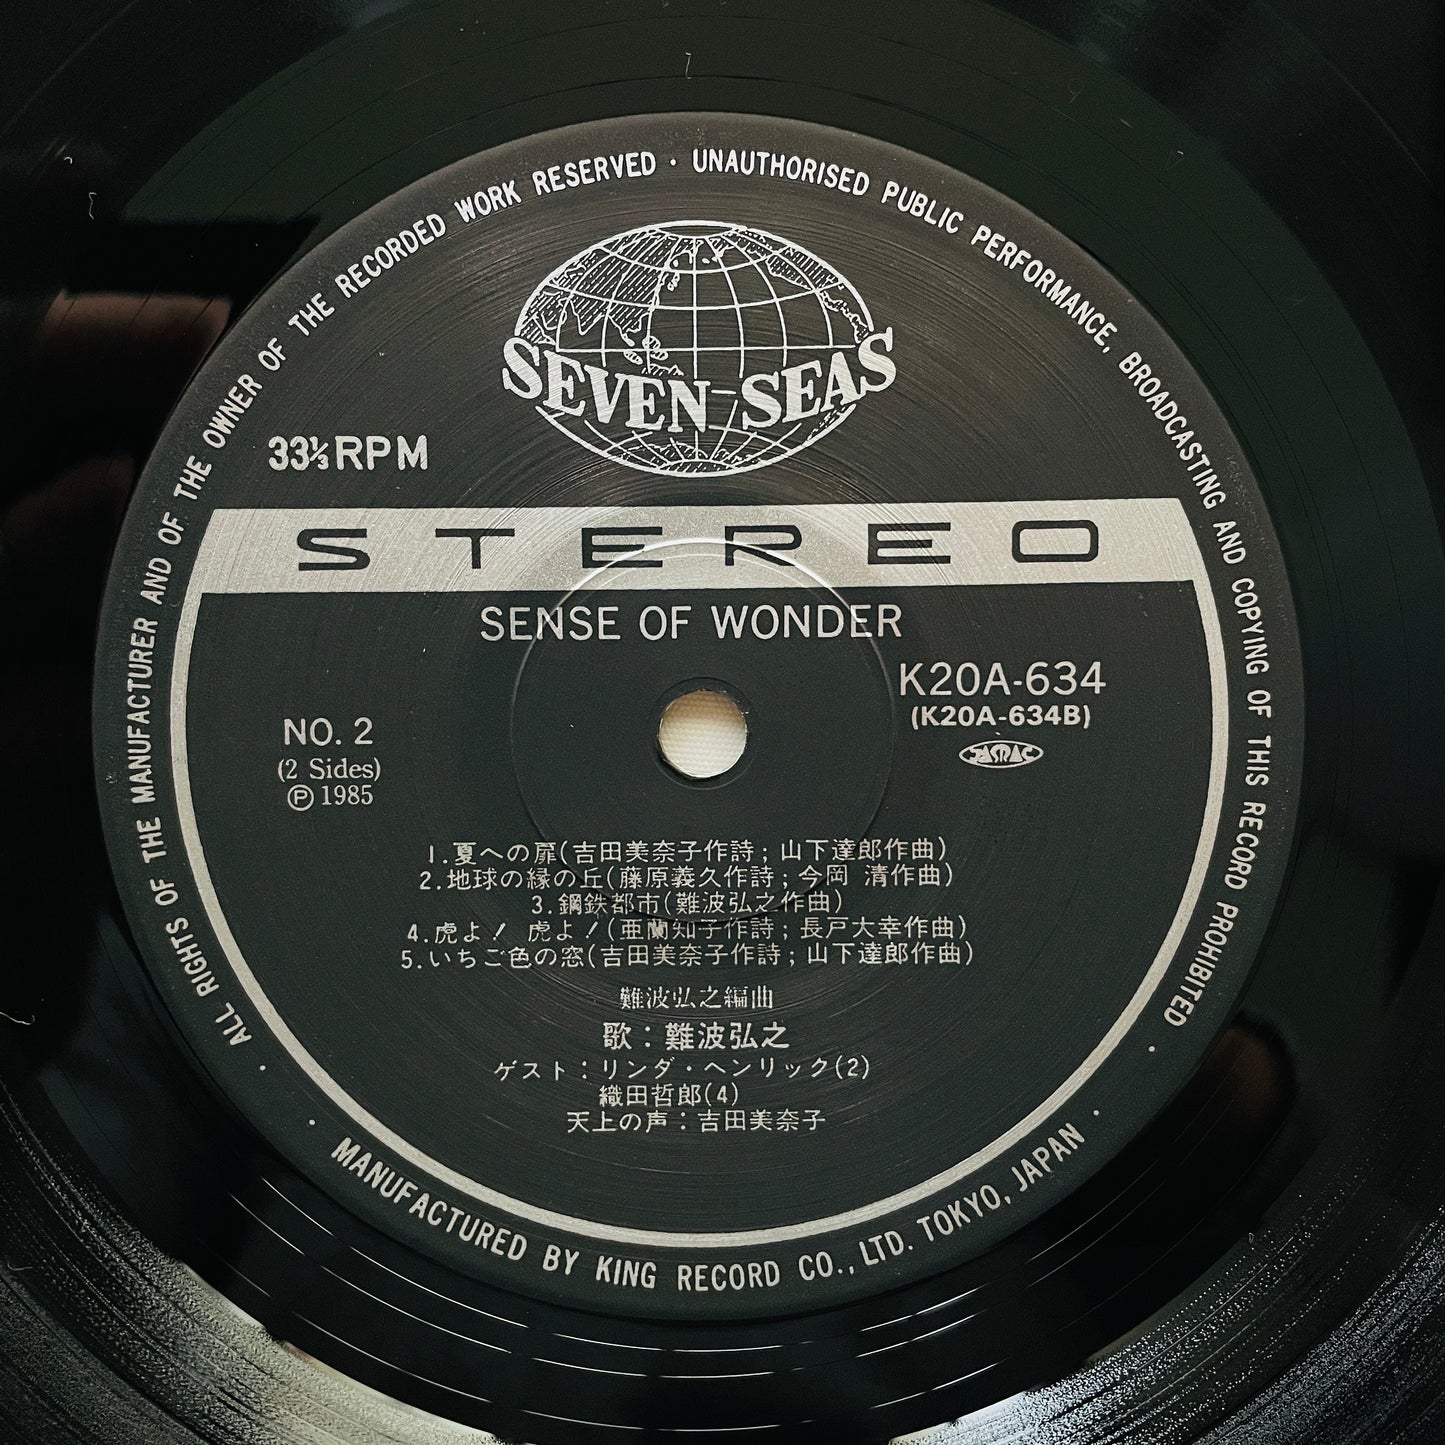 ALL RIGHTS OF THE MANUFACTURER AND OF THE OWNER OF THE RECORDED WORK RESERVED · UNAUTHORISED PUBLIC PERFORMANCE, BROADCASTING AND COPYING OF THIS RECORD PROHIBITED
SEVEN SEAS
33⅓RPM
STEREO
SENSE OF WONDER
K20A-634
(K20A-634B)
JASRAC
NO. 2
(2 Sides)
Ⓟ 1985
1.夏への扉(吉田美奈子作詩;山下達郎作曲)
2.地球の縁の丘(藤原義久作詩;今岡 清作曲)
3.鋼鉄都市(難波弘之作曲)
4.虎よ! 虎よ!(亜蘭知子作詩;長戸大幸作曲)
5.いちご色の窓(吉田美奈子作詩;山下達郎作曲)
難波弘之編曲
歌:難波弘之
ゲスト:リンダ・ヘンリック(2)
織田哲郎(4)
天上の声:吉田美奈子
· MANUFACTURED BY KING RECORD CO., LTD. TOKYO, JAPAN ·